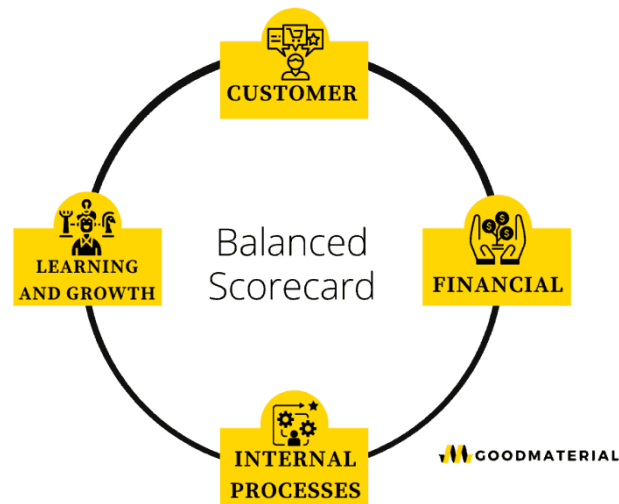 CUSTOMER
LEARNING
AND GROWTH
Balanced
Scorecard
FINANCIAL
INTERNAL
PROCESSES
GOODMATERIAL